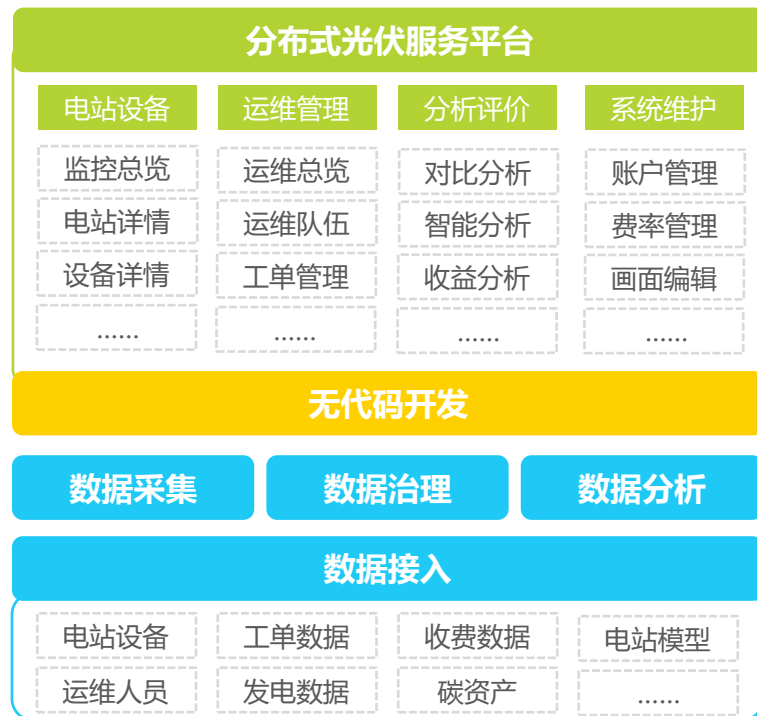 分布式光伏服务平台
电站设备 运维管理 分析评价 系统维护
监控总览 运维总览 对比分析 账户管理
电站详情 运维队伍 智能分析 费率管理
设备详情 工单管理 收益分析 画面编辑
...... ...... ...... ......
无代码开发
数据采集 数据治理 数据分析
数据接入
电站设备 工单数据 收费数据 电站模型
运维人员 发电数据 碳资产 ......